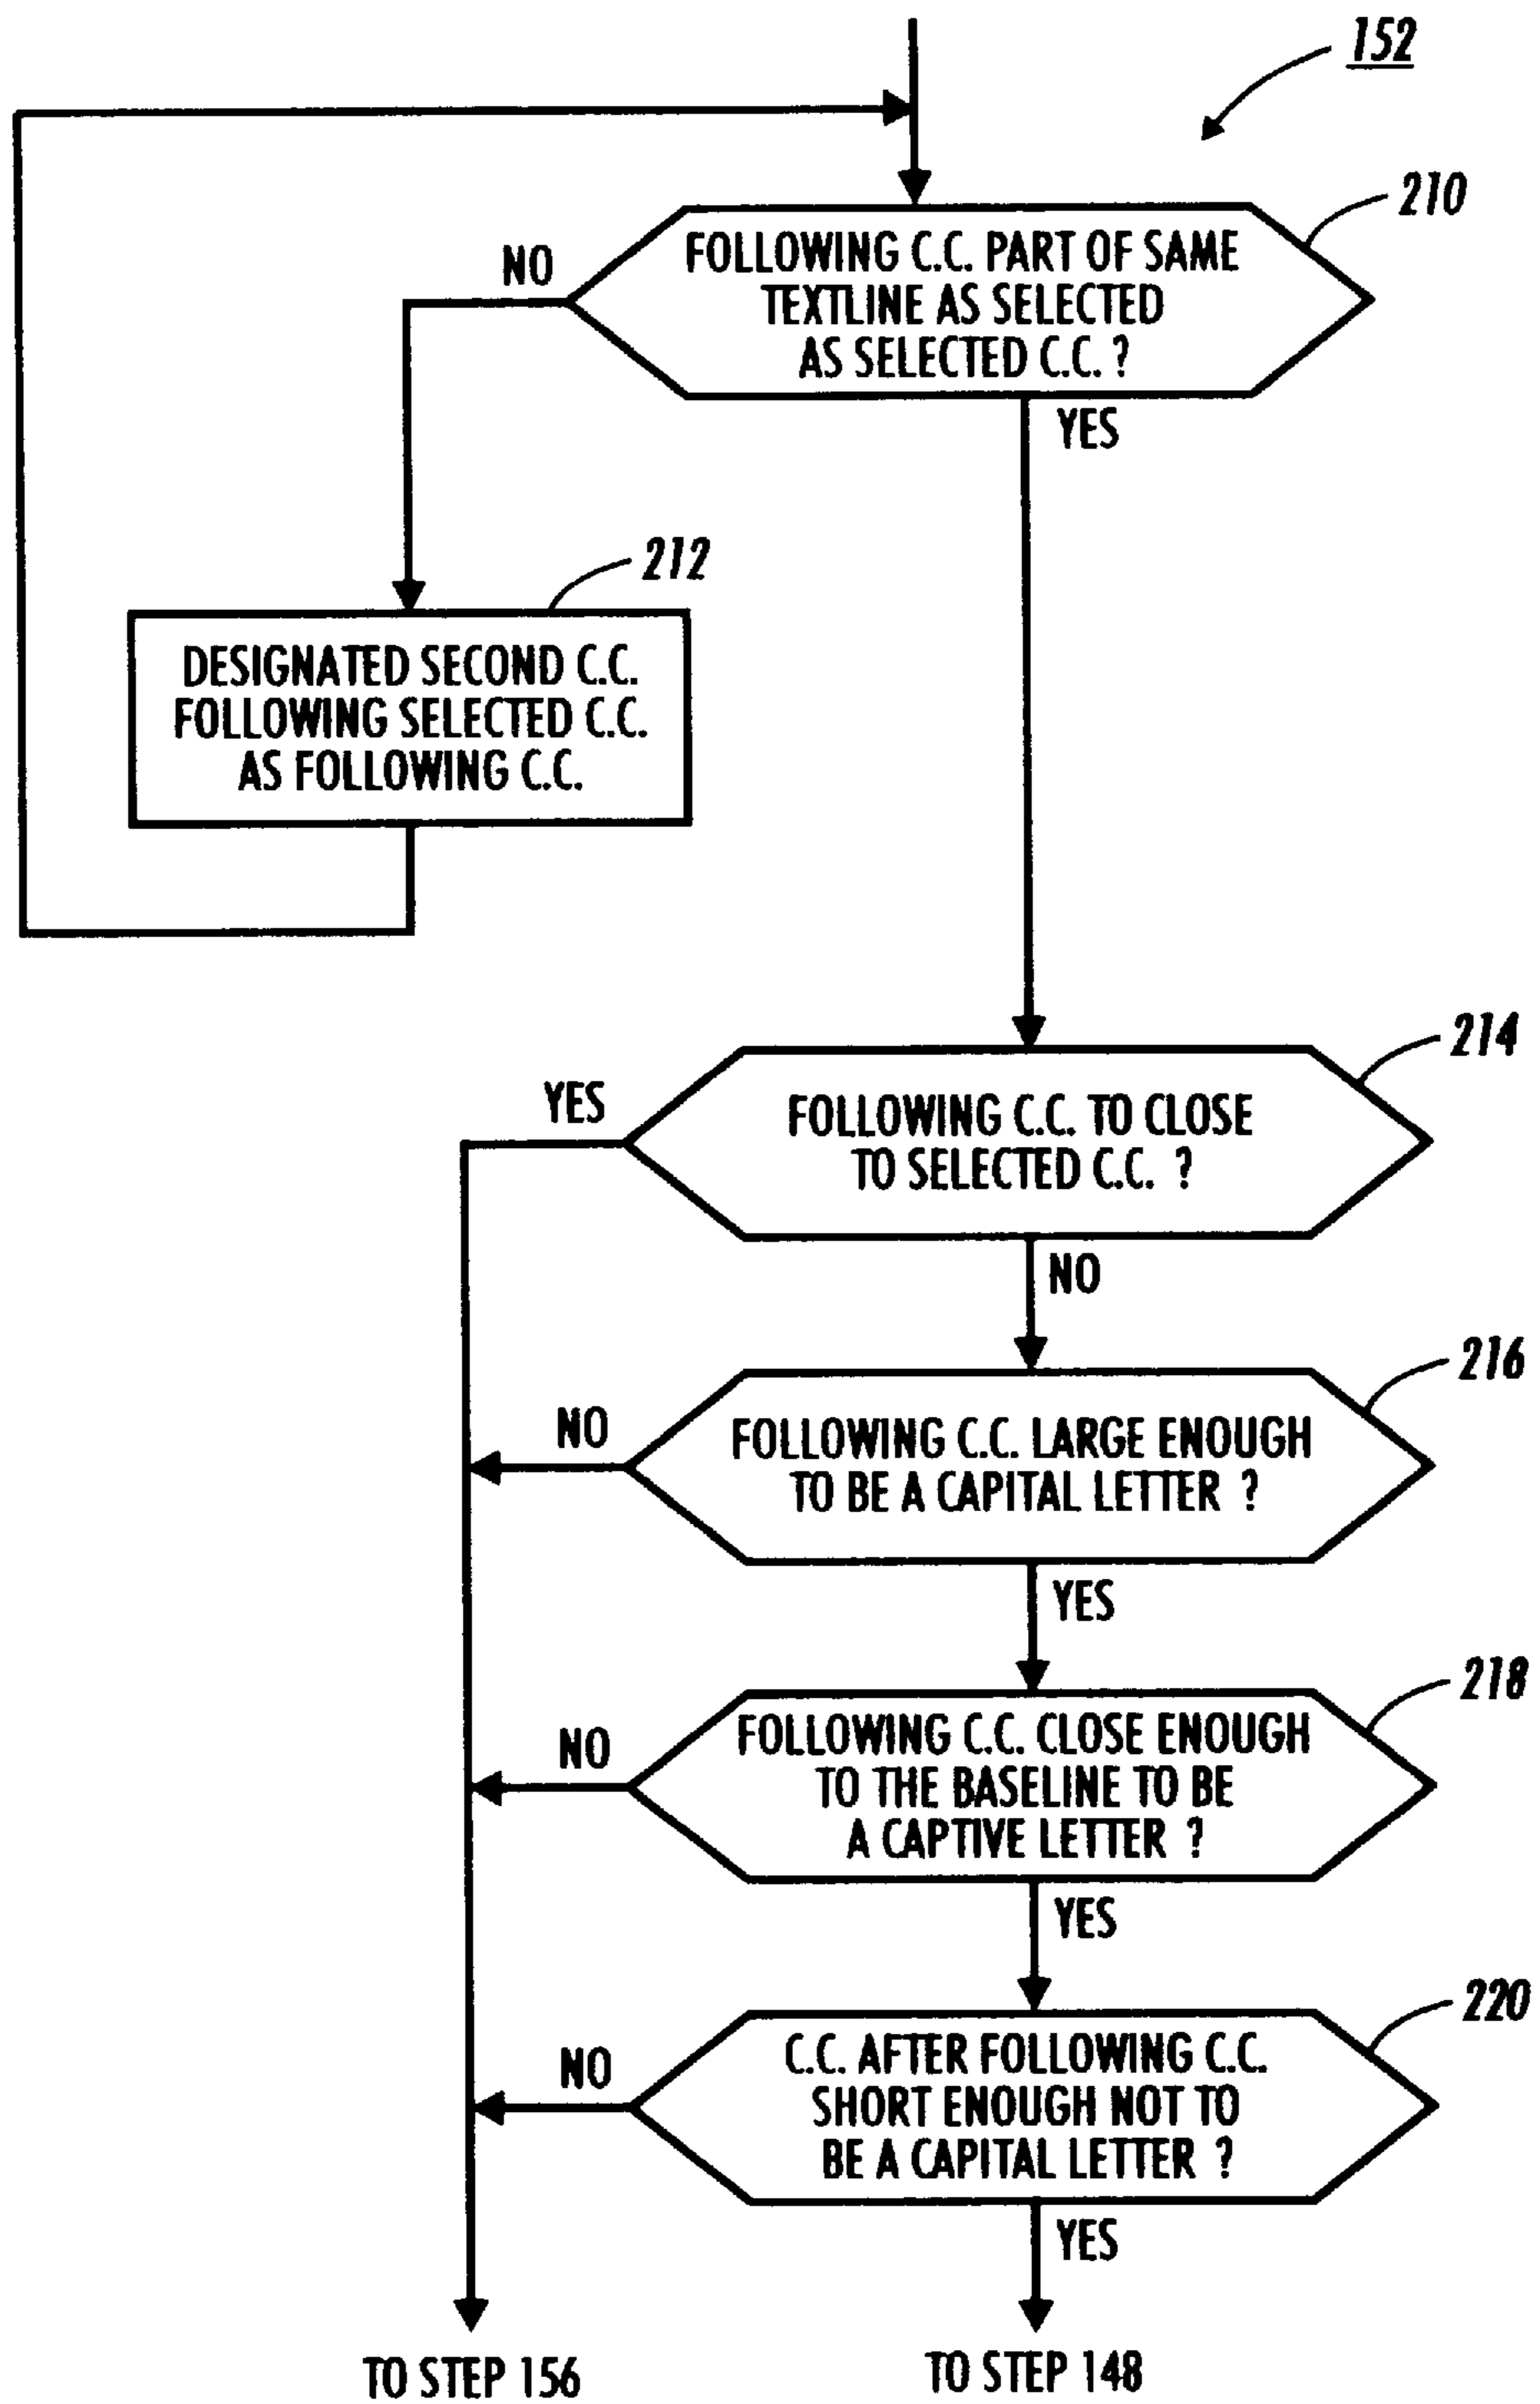 152
210
NO
FOLLOWING C.C. PART OF SAME
TEXTLINE AS SELECTED
AS SELECTED C.C. ?
YES
212
DESIGNATED SECOND C.C.
FOLLOWING SELECTED C.C.
AS FOLLOWING C.C.
214
YES
FOLLOWING C.C. TO CLOSE
TO SELECTED C.C. ?
NO
216
NO
FOLLOWING C.C. LARGE ENOUGH
TO BE A CAPITAL LETTER ?
YES
218
NO
FOLLOWING C.C. CLOSE ENOUGH
TO THE BASELINE TO BE
A CAPTIVE LETTER ?
YES
220
NO
C.C. AFTER FOLLOWING C.C.
SHORT ENOUGH NOT TO
BE A CAPITAL LETTER ?
YES
TO STEP 156
TO STEP 148